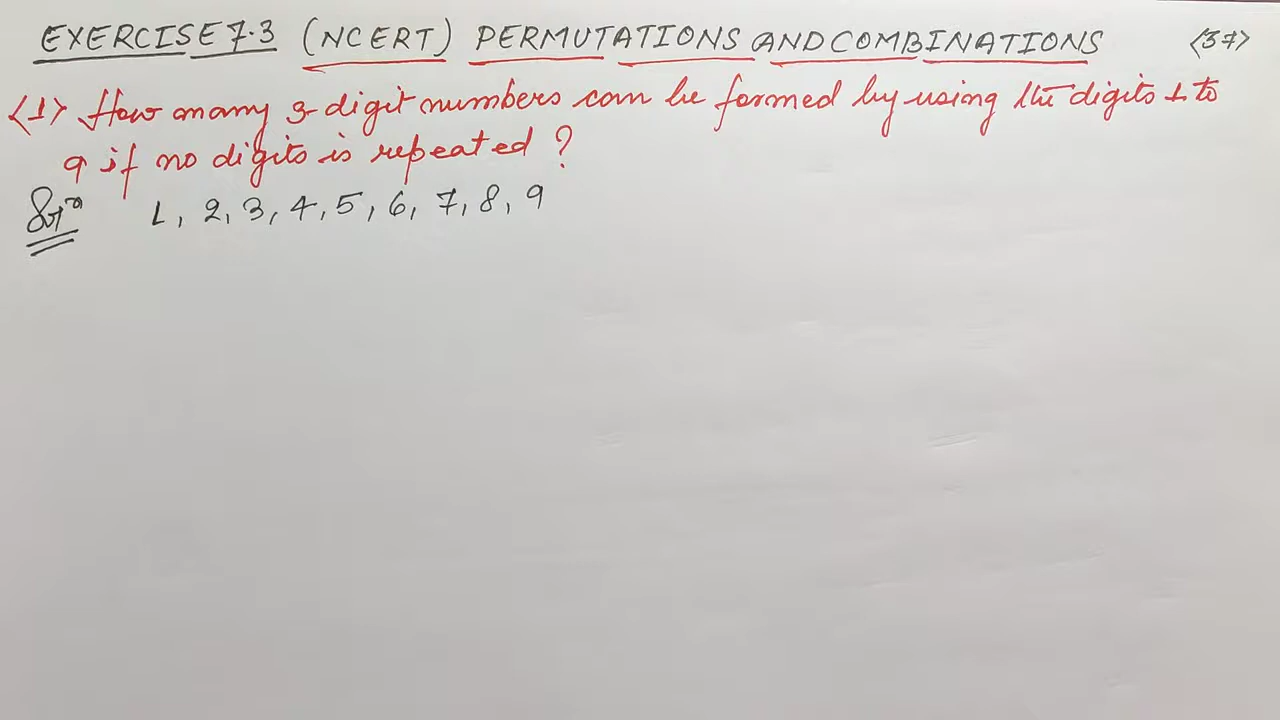 EXERCISE 7.3 (NCERT) PERMUTATIONS AND COMBINATIONS <37>
<1> How many 3-digit numbers can be formed by using the digits 1 to
9 if no digits is repeated ?
Sol<sup>n</sup> 1, 2, 3, 4, 5, 6, 7, 8, 9